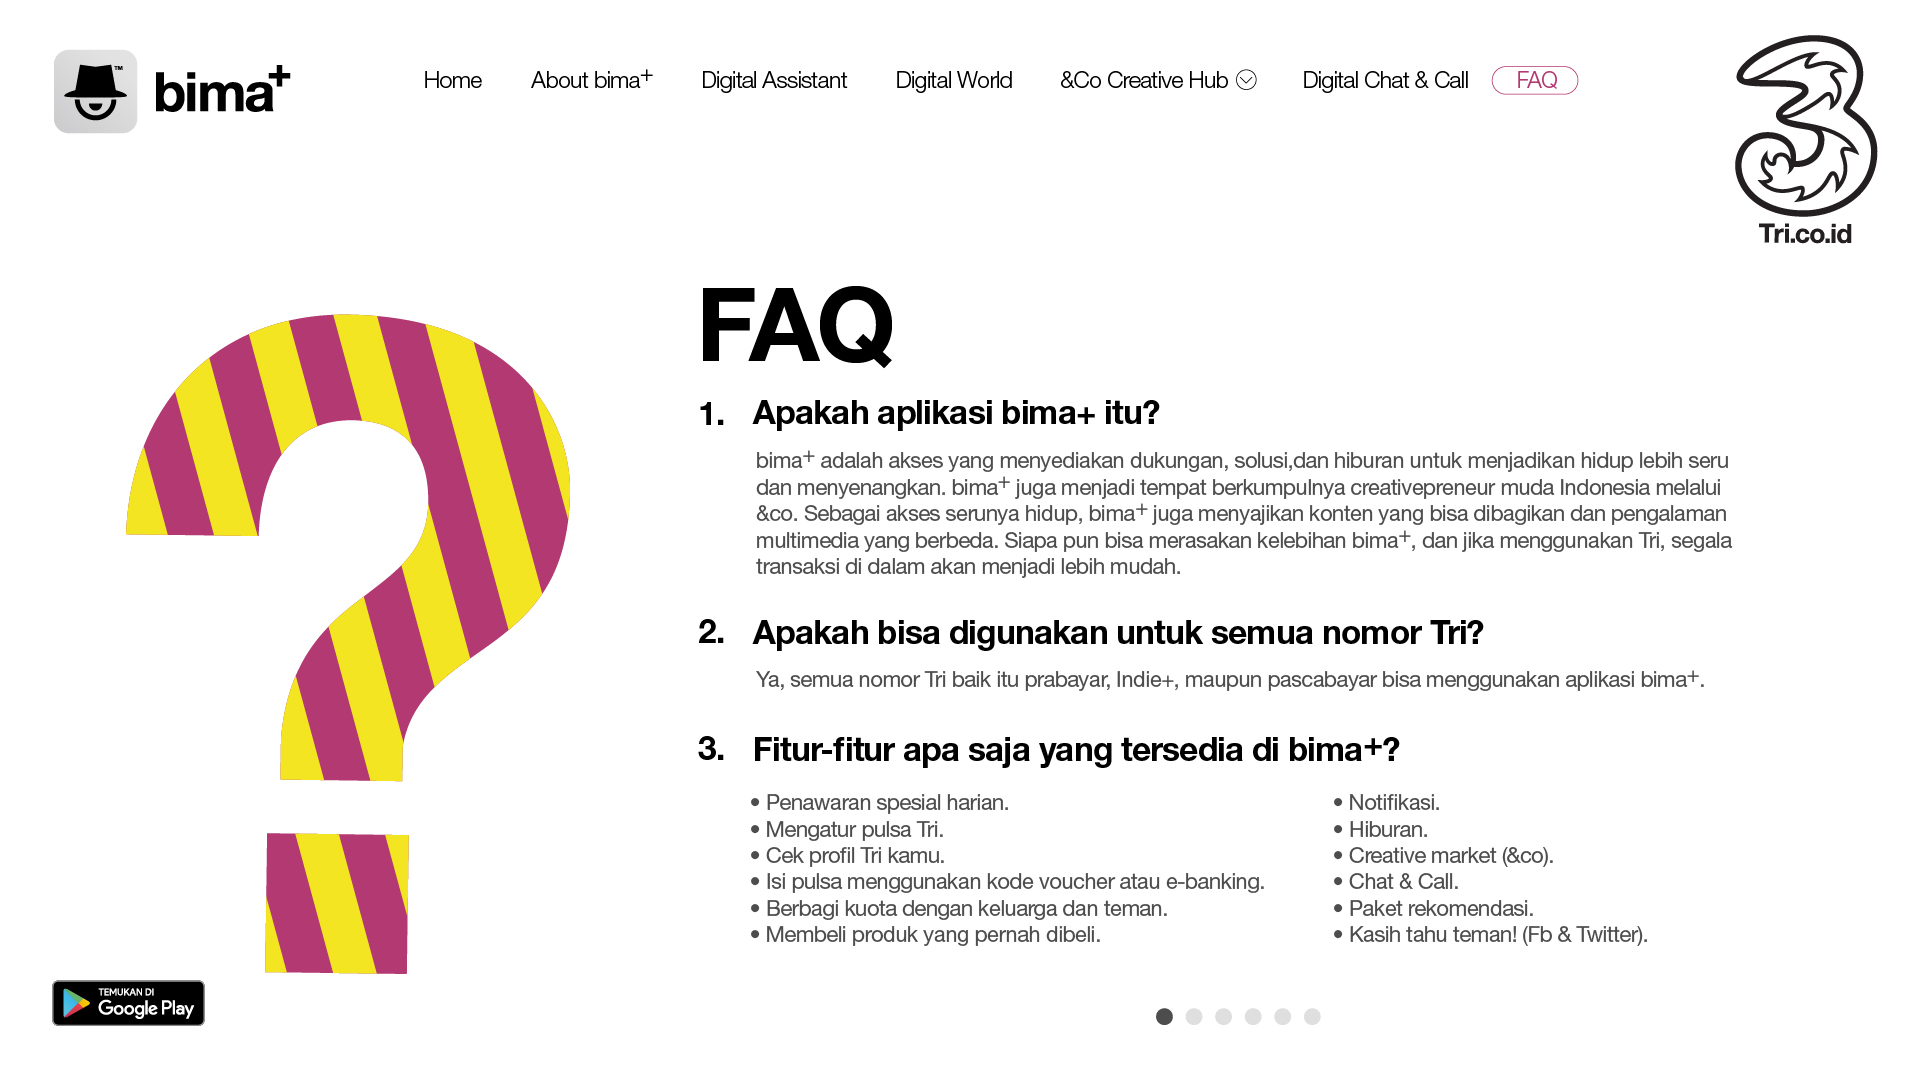 bima+
Home
About bima+
Digital Assistant
Digital World
&Co Creative Hub
Digital Chat & Call
FAQ
Tri.co.id
FAQ
1. Apakah aplikasi bima+ itu?
bima+ adalah akses yang menyediakan dukungan, solusi,dan hiburan untuk menjadikan hidup lebih seru
dan menyenangkan. bima+ juga menjadi tempat berkumpulnya creativepreneur muda Indonesia melalui
&co. Sebagai akses serunya hidup, bima+ juga menyajikan konten yang bisa dibagikan dan pengalaman
multimedia yang berbeda. Siapa pun bisa merasakan kelebihan bima+, dan jika menggunakan Tri, segala
transaksi di dalam akan menjadi lebih mudah.
2. Apakah bisa digunakan untuk semua nomor Tri?
Ya, semua nomor Tri baik itu prabayar, Indie+, maupun pascabayar bisa menggunakan aplikasi bima+.
3. Fitur-fitur apa saja yang tersedia di bima+?
• Penawaran spesial harian.
• Mengatur pulsa Tri.
• Cek profil Tri kamu.
• Isi pulsa menggunakan kode voucher atau e-banking.
• Berbagi kuota dengan keluarga dan teman.
• Membeli produk yang pernah dibeli.
• Notifikasi.
• Hiburan.
• Creative market (&co).
• Chat & Call.
• Paket rekomendasi.
• Kasih tahu teman! (Fb & Twitter).
TEMUKAN DI
Google Play